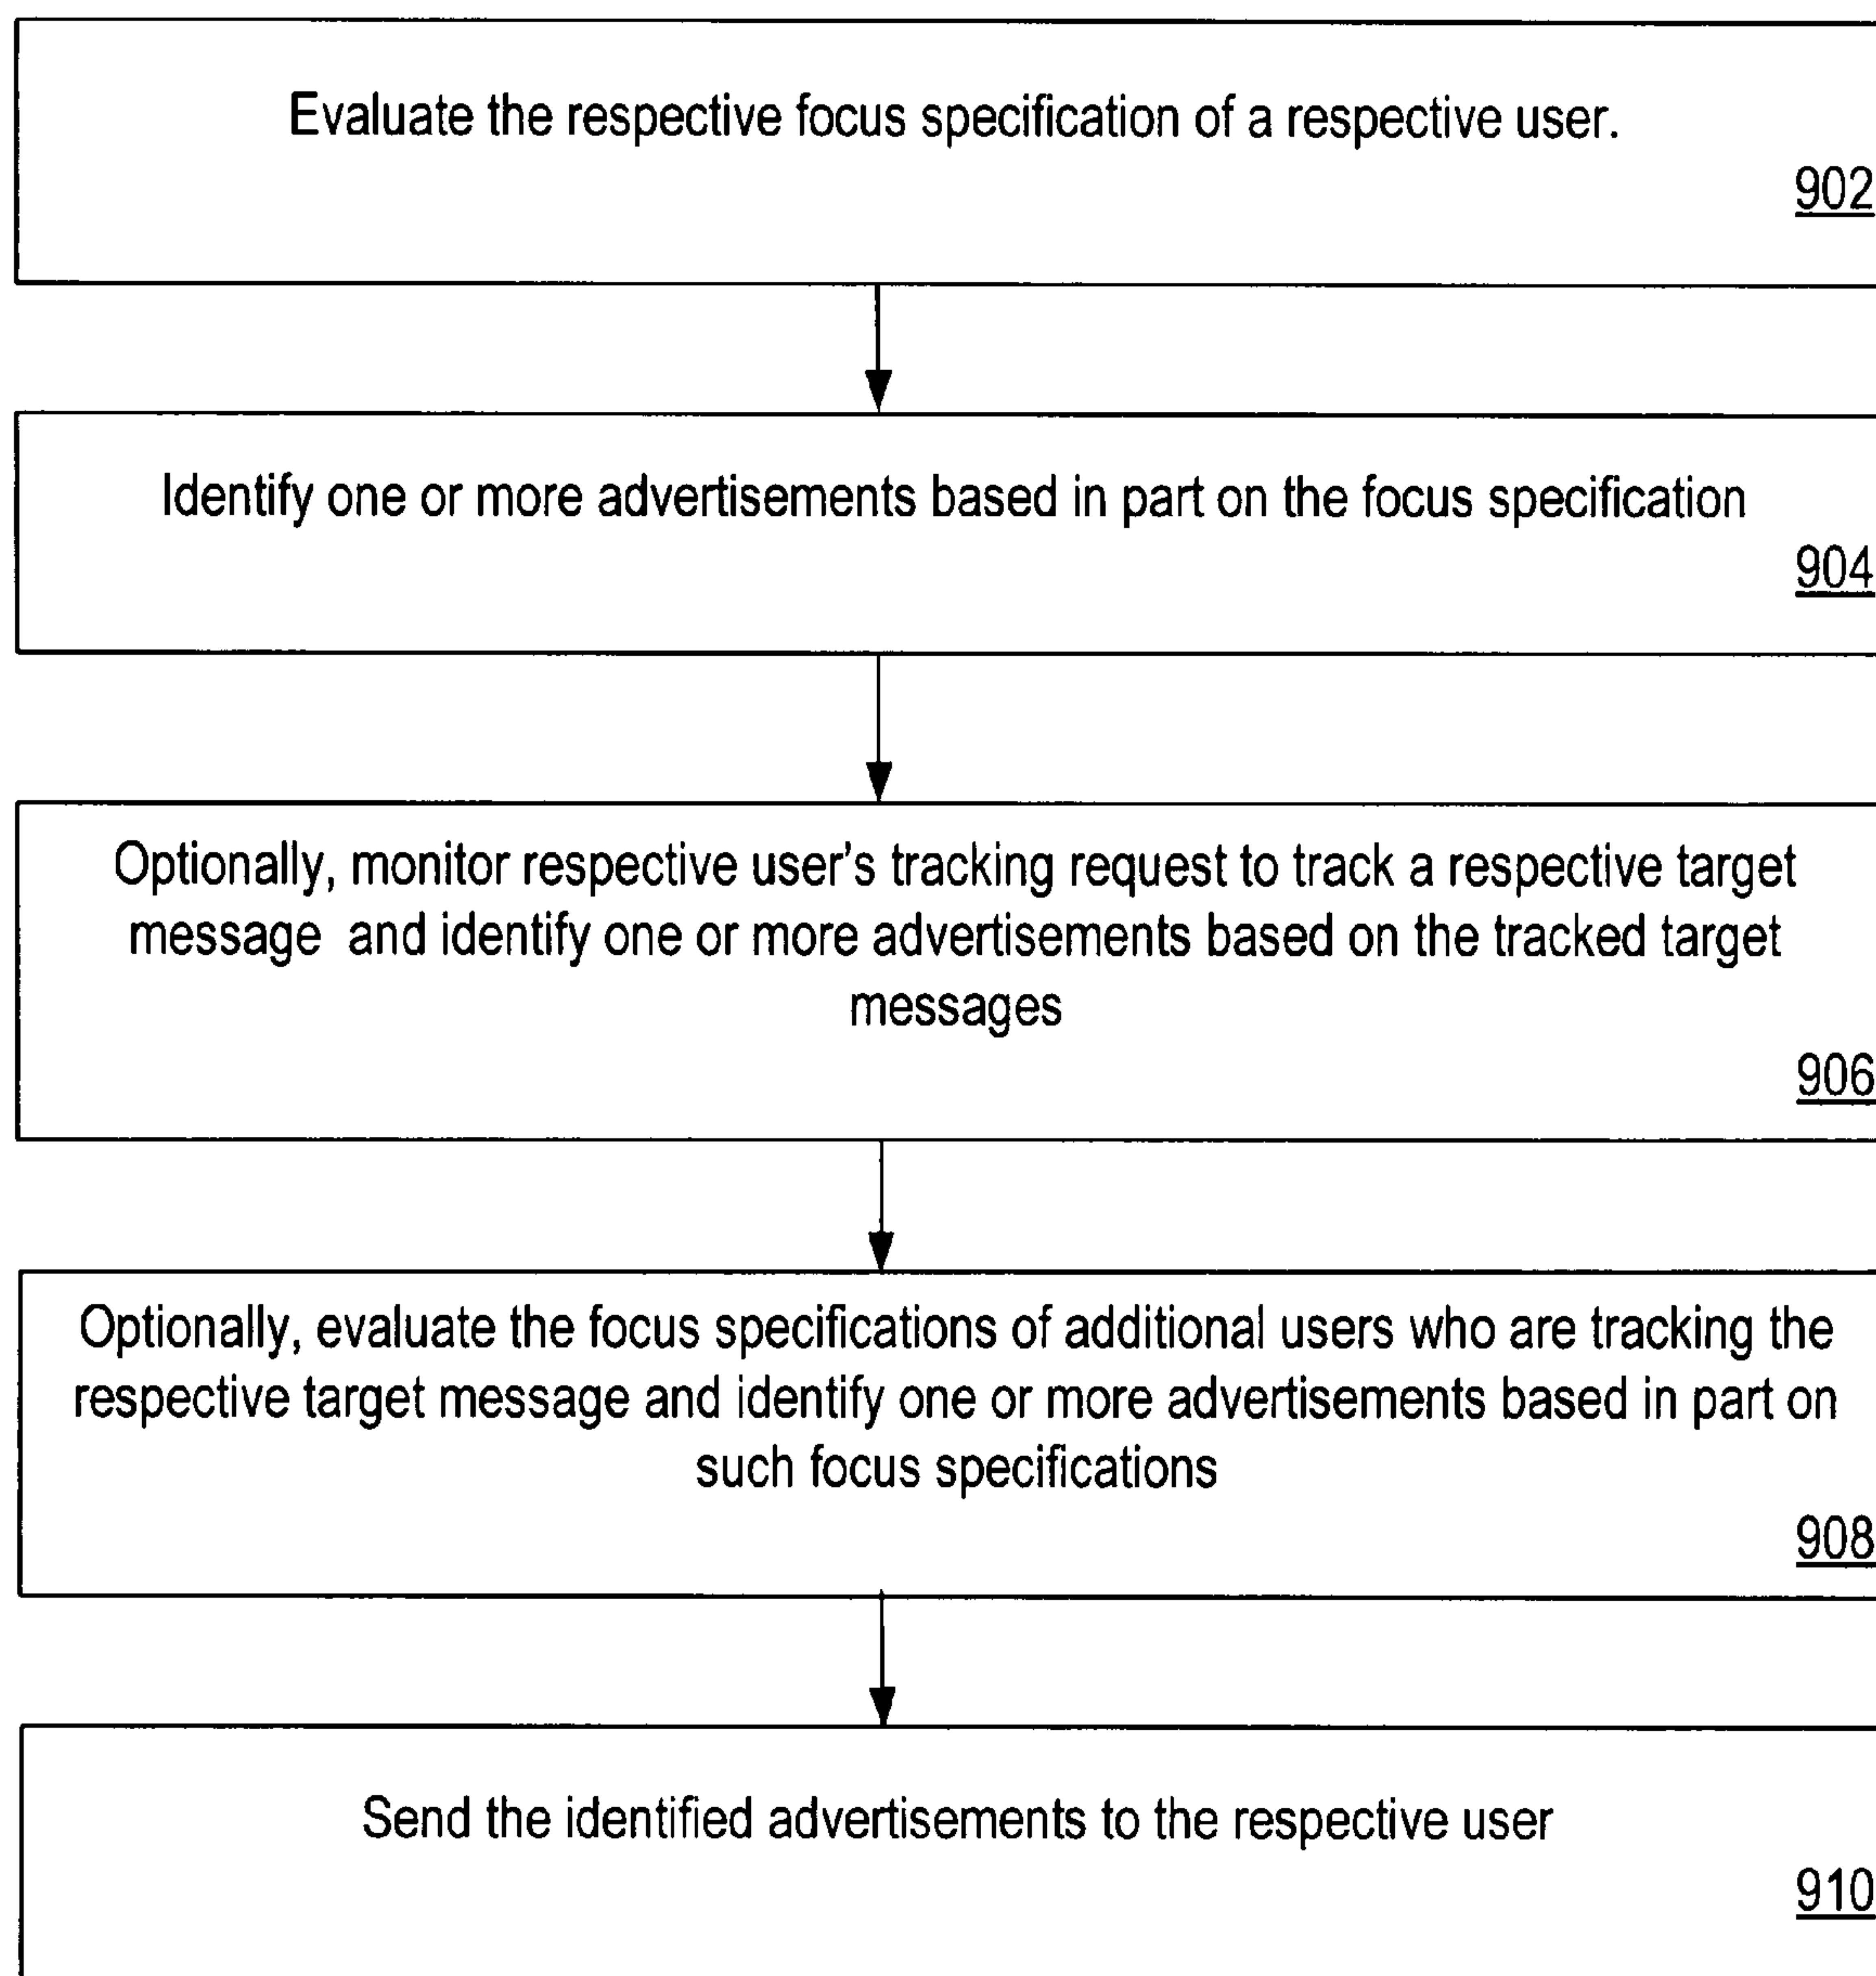 Evaluate the respective focus specification of a respective user.
902
Identify one or more advertisements based in part on the focus specification
904
Optionally, monitor respective user's tracking request to track a respective target
message and identify one or more advertisements based on the tracked target
messages
906
Optionally, evaluate the focus specifications of additional users who are tracking the
respective target message and identify one or more advertisements based in part on
such focus specifications
908
Send the identified advertisements to the respective user
910